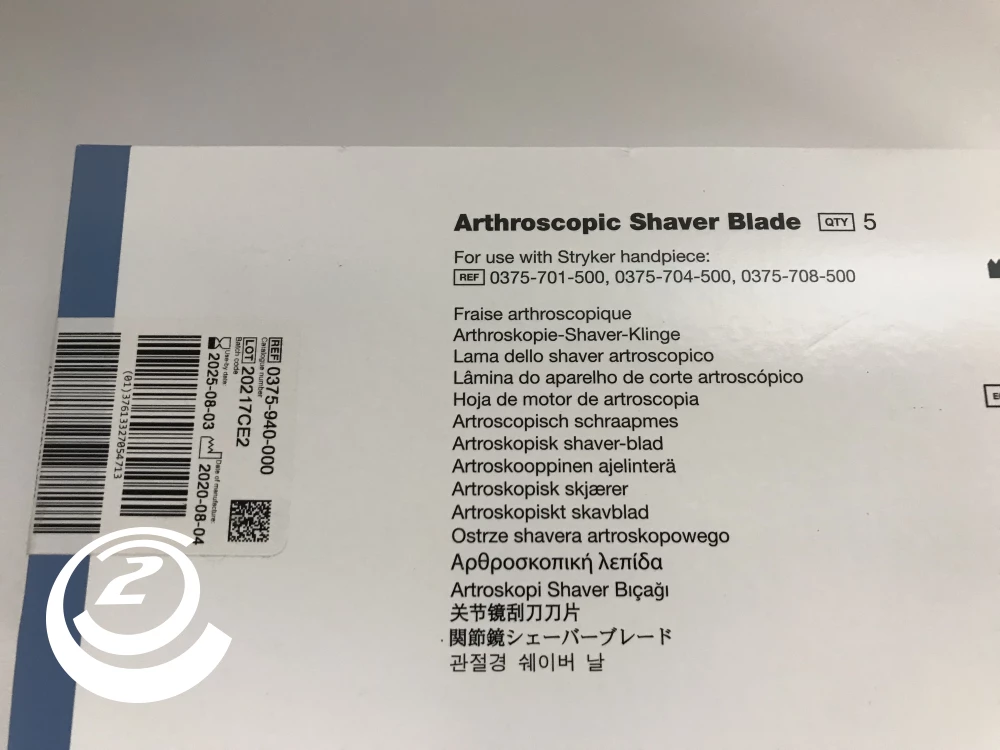 Arthroscopic Shaver Blade QTY 5
For use with Stryker handpiece:
REF 0375-701-500, 0375-704-500, 0375-708-500
Fraise arthroscopique
Arthroskopie-Shaver-Klinge
Lama dello shaver artroscopico
Lâmina do aparelho de corte artroscópico
Hoja de motor de artroscopia
Artroscopisch schraapmes
Artroskopisk shaver-blad
Artroskooppinen ajelinterä
Artroskopisk skjærer
Artroskopiskt skavblad
Ostrze shavera artroskopowego
Αρθροσκοπική λεπίδα
Artroskopi Shaver Bıçağı
关节镜刮刀刀片
関節鏡シェーバーブレード
관절경 쉐이버 날
REF 0375-940-000
Catalogue number
LOT 20217CE2
Batch code
Use-by date
2025-08-03
Date of manufacture:
2020-08-04
(01)37613327054713
2